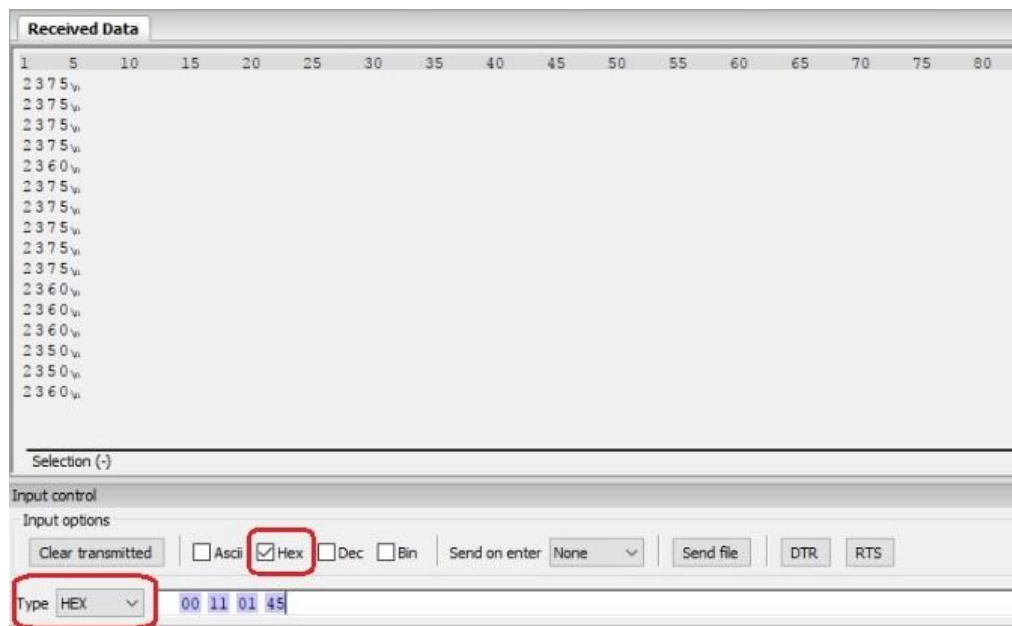 Received Data
1 5 10 15 20 25 30 35 40 45 50 55 60 65 70 75 80
2375\n
2375\n
2375\n
2375\n
2360\n
2375\n
2375\n
2375\n
2375\n
2375\n
2360\n
2360\n
2360\n
2350\n
2350\n
2360\n
Selection (-)
Input control
Input options
Clear transmitted Ascii Hex Dec Bin Send on enter None Send file DTR RTS
Type HEX 00 11 01 45